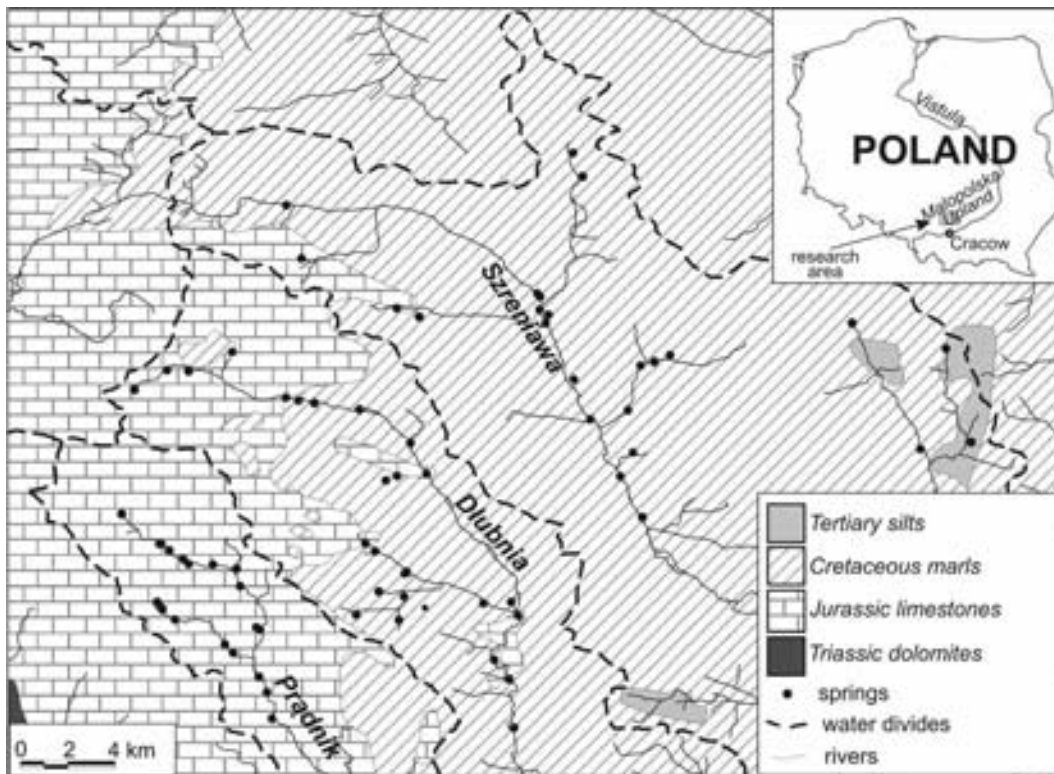 Vistula
POLAND
Malopolska
Upland
Cracow
research
area
Szreniawa
Dłubnia
Prądnik
Tertiary silts
Cretaceous marls
Jurassic limestones
Triassic dolomites
springs
water divides
rivers
0 2 4 km